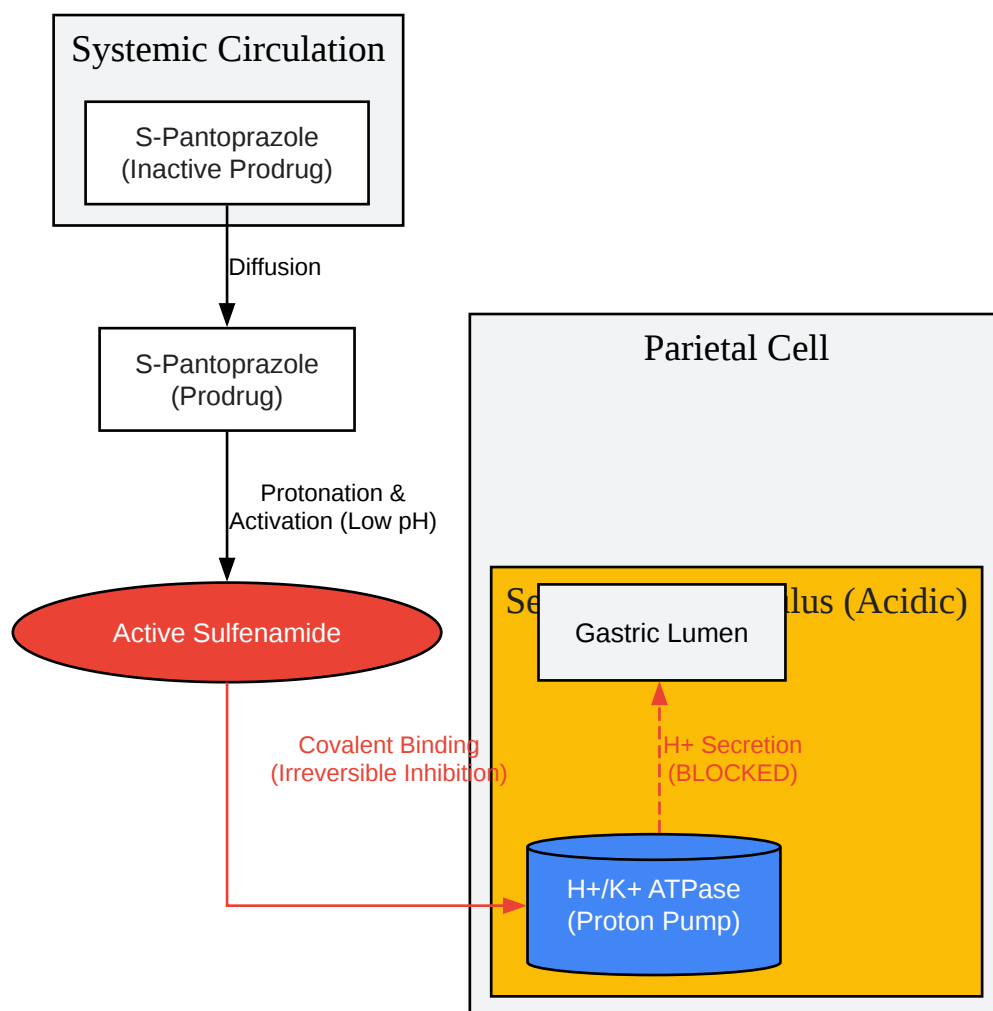 Systemic Circulation
S-Pantoprazole
(Inactive Prodrug)
Diffusion
S-Pantoprazole
(Prodrug)
Parietal Cell
Protonation &
Activation (Low pH)
(Acidic)
Gastric Lumen
Active Sulfenamide
Covalent Binding
(Irreversible Inhibition)
H+ Secretion
(BLOCKED)
H+/K+ ATPase
(Proton Pump)